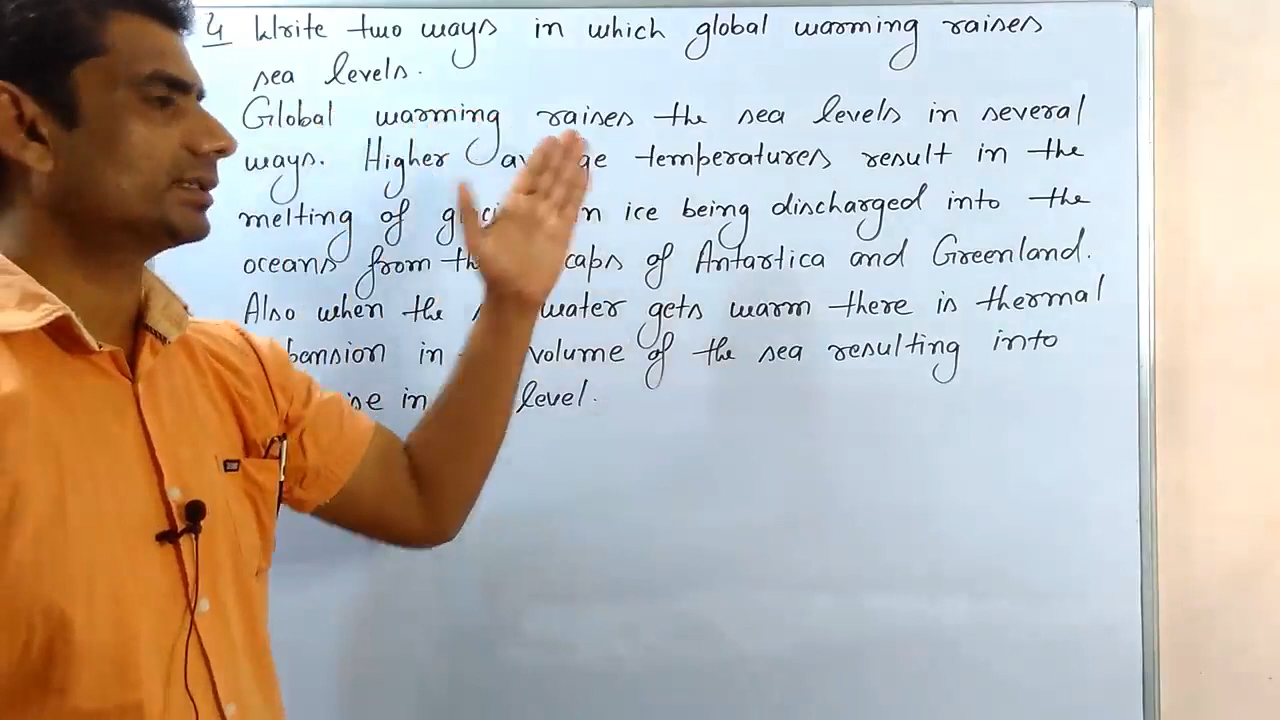 4 Write two ways in which global warming raises
sea levels.
Global warming raises the sea levels in several
ways. Higher temperatures result in the
melting of ice being discharged into the
oceans from caps of Antartica and Greenland.
Also when the water gets warm there is thermal
in volume of the sea resulting into
in level.